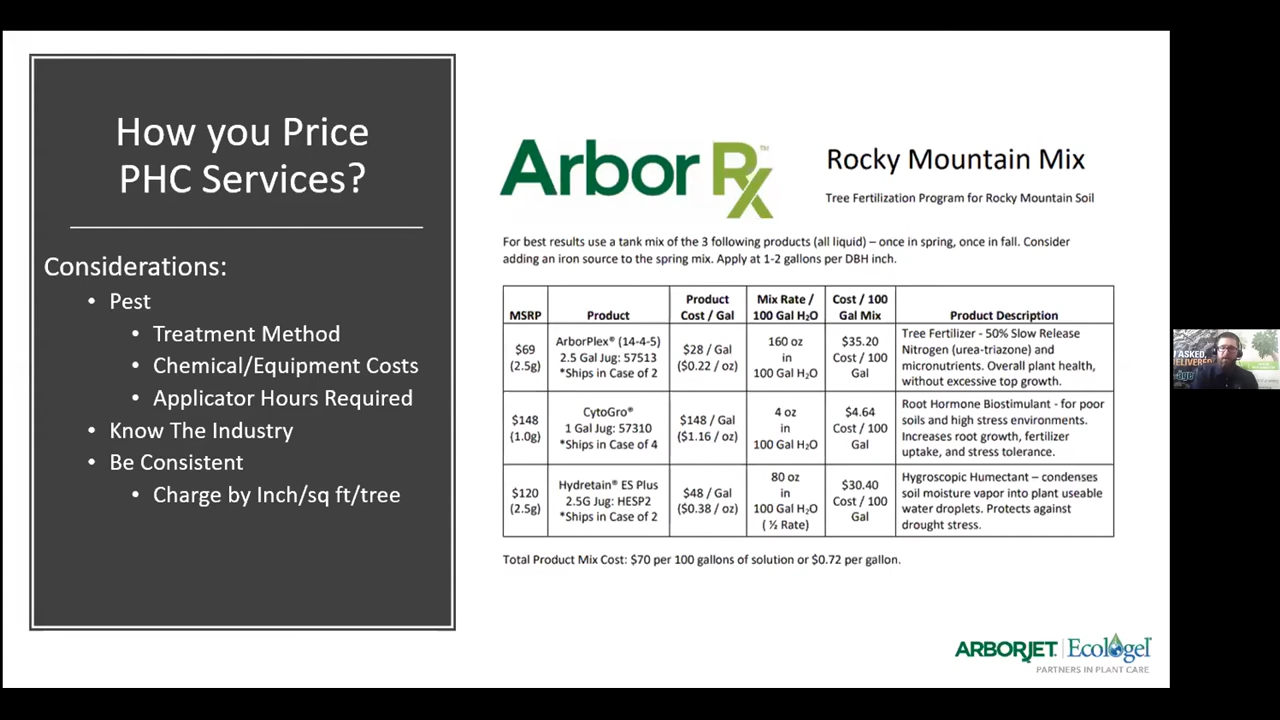 How you Price
PHC Services?
Considerations:
• Pest
• Treatment Method
• Chemical/Equipment Costs
• Applicator Hours Required
• Know The Industry
• Be Consistent
• Charge by Inch/sq ft/tree
Arbor Rx™
Rocky Mountain Mix
Tree Fertilization Program for Rocky Mountain Soil
For best results use a tank mix of the 3 following products (all liquid) – once in spring, once in fall. Consider
adding an iron source to the spring mix. Apply at 1-2 gallons per DBH inch.
MSRP
Product
Product
Cost / Gal
Mix Rate /
100 Gal H₂O
Cost / 100
Gal Mix
Product Description
$69
(2.5g)
ArborPlex® (14-4-5)
2.5 Gal Jug: 57513
*Ships in Case of 2
$28 / Gal
($0.22 / oz)
160 oz
in
100 Gal H₂O
$35.20
Cost / 100
Gal
Tree Fertilizer - 50% Slow Release
Nitrogen (urea-triazone) and
micronutrients. Overall plant health,
without excessive top growth.
$148
(1.0g)
CytoGro®
1 Gal Jug: 57310
*Ships in Case of 4
$148 / Gal
($1.16 / oz)
4 oz
in
100 Gal H₂O
$4.64
Cost / 100
Gal
Root Hormone Biostimulant - for poor
soils and high stress environments.
Increases root growth, fertilizer
uptake, and stress tolerance.
$120
(2.5g)
Hydretain® ES Plus
2.5G Jug: HESP2
*Ships in Case of 2
$48 / Gal
($0.38 / oz)
80 oz
in
100 Gal H₂O
( ½ Rate)
$30.40
Cost / 100
Gal
Hygroscopic Humectant – condenses
soil moisture vapor into plant useable
water droplets. Protects against
drought stress.
Total Product Mix Cost: $70 per 100 gallons of solution or $0.72 per gallon.
ARBORJET. Ecologel®
PARTNERS IN PLANT CARE